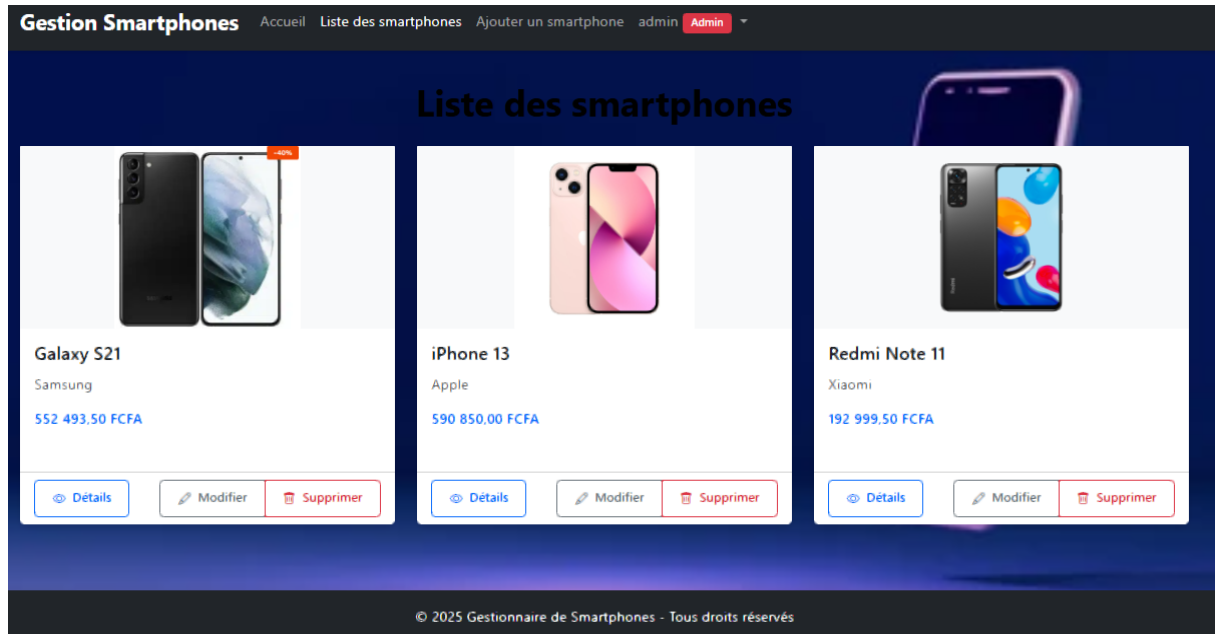 Gestion Smartphones Accueil Liste des smartphones Ajouter un smartphone admin Admin
Liste des smartphones
-40%
Galaxy S21
Samsung
552 493,50 FCFA
Détails Modifier Supprimer
iPhone 13
Apple
590 850,00 FCFA
Détails Modifier Supprimer
Redmi Note 11
Xiaomi
192 999,50 FCFA
Détails Modifier Supprimer
© 2025 Gestionnaire de Smartphones - Tous droits réservés